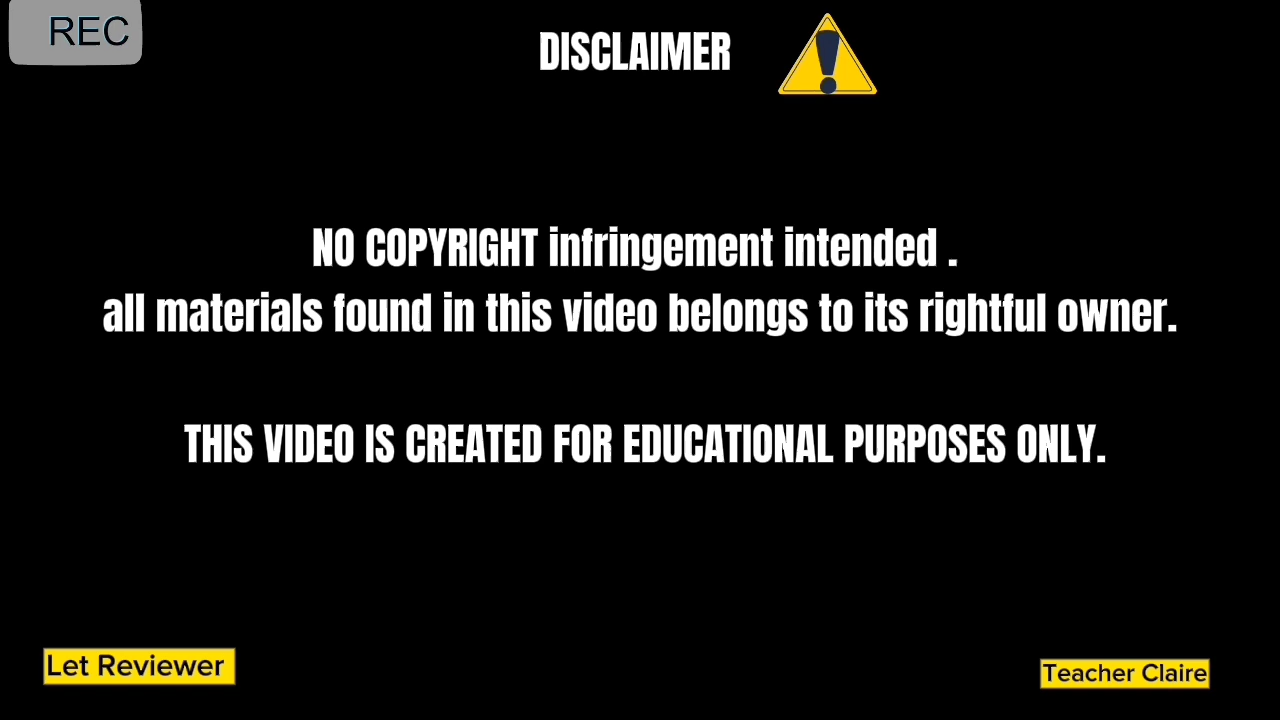 REC
DISCLAIMER
NO COPYRIGHT infringement intended .
all materials found in this video belongs to its rightful owner.
THIS VIDEO IS CREATED FOR EDUCATIONAL PURPOSES ONLY.
Let Reviewer
Teacher Claire